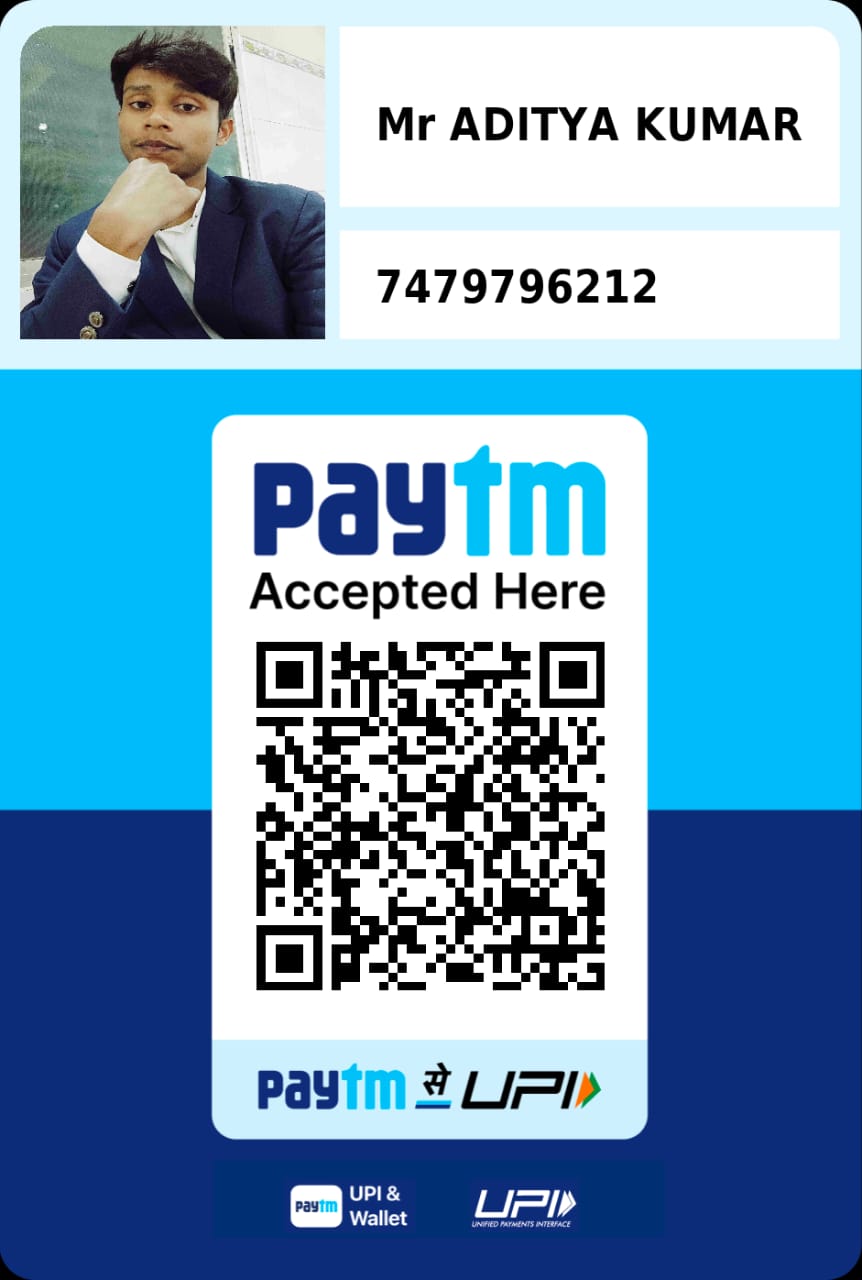 Mr ADITYA KUMAR
7479796212
paytm
Accepted Here
paytm से UPI
paytm UPI &
Wallet
UPI
UNIFIED PAYMENTS INTERFACE